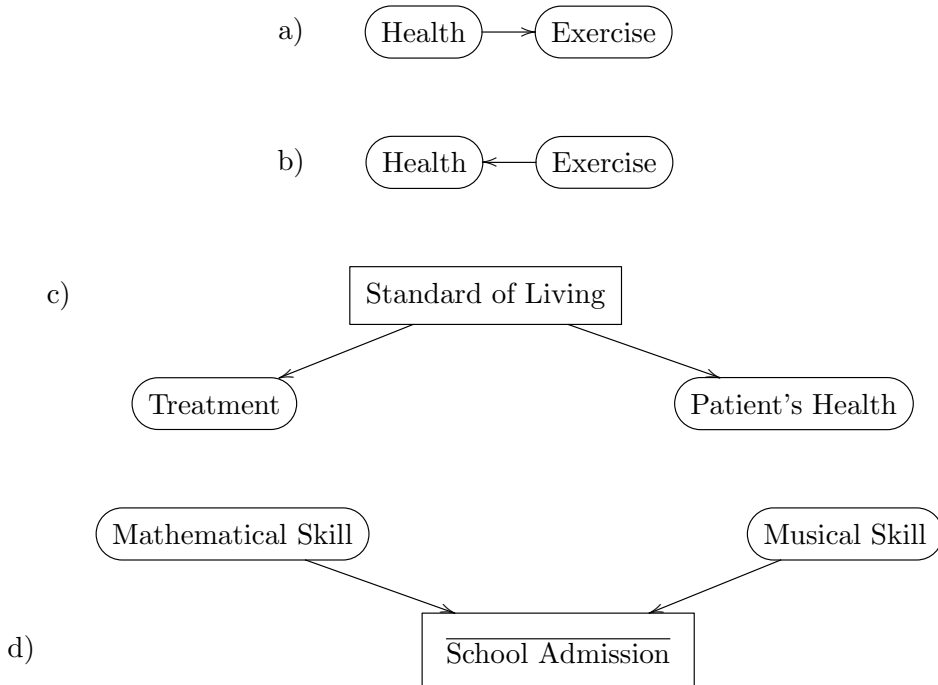 a) Health Exercise
b) Health Exercise
c) Standard of Living
Treatment Patient's Health
Mathematical Skill Musical Skill
d) School Admission